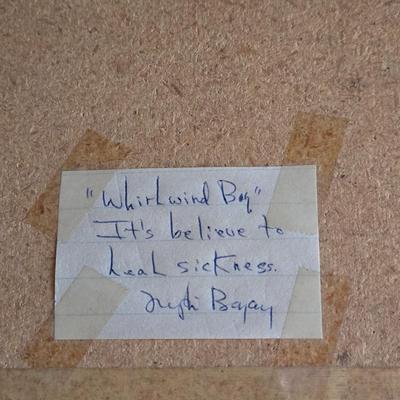 "Whirlwind Boy"
It's believe to
heal sickness.